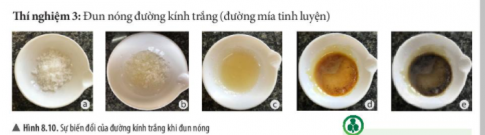 Thí nghiệm 3: Đun nóng đường kính trắng (đường mía tinh luyện)
a b c d e
▲ Hình 8.10. Sự biến đổi của đường kính trắng khi đun nóng